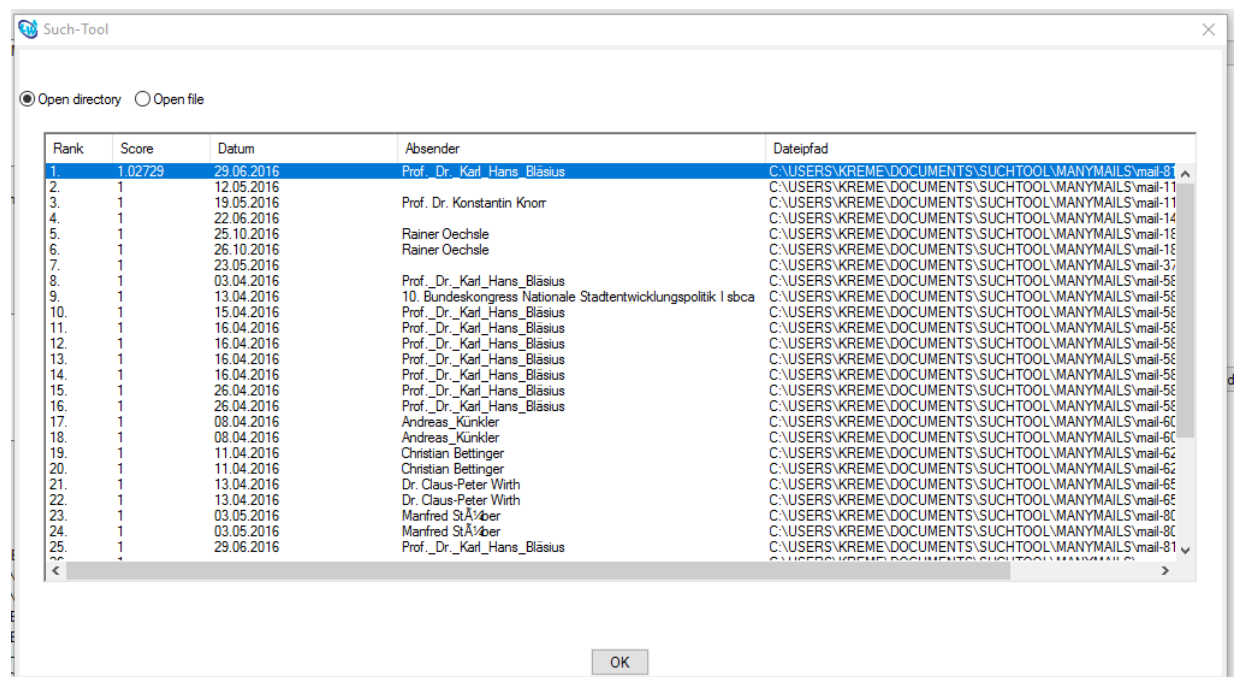 Such-Tool
Open directory Open file
Rank Score Datum Absender Dateipfad
1. 1.02729 29.06.2016 Prof._Dr._Karl_Hans_Bläsius C:\USERS\KREME\DOCUMENTS\SUCHTOOL\MANYMAILS\mail-81
2. 1 12.05.2016 C:\USERS\KREME\DOCUMENTS\SUCHTOOL\MANYMAILS\mail-11
3. 1 19.05.2016 Prof. Dr. Konstantin Knorr C:\USERS\KREME\DOCUMENTS\SUCHTOOL\MANYMAILS\mail-11
4. 1 22.06.2016 C:\USERS\KREME\DOCUMENTS\SUCHTOOL\MANYMAILS\mail-14
5. 1 25.10.2016 Rainer Oechsle C:\USERS\KREME\DOCUMENTS\SUCHTOOL\MANYMAILS\mail-18
6. 1 26.10.2016 Rainer Oechsle C:\USERS\KREME\DOCUMENTS\SUCHTOOL\MANYMAILS\mail-18
7. 1 23.05.2016 C:\USERS\KREME\DOCUMENTS\SUCHTOOL\MANYMAILS\mail-37
8. 1 03.04.2016 Prof._Dr._Karl_Hans_Bläsius C:\USERS\KREME\DOCUMENTS\SUCHTOOL\MANYMAILS\mail-58
9. 1 13.04.2016 10. Bundeskongress Nationale Stadtentwicklungspolitik I sbca C:\USERS\KREME\DOCUMENTS\SUCHTOOL\MANYMAILS\mail-58
10. 1 15.04.2016 Prof._Dr._Karl_Hans_Bläsius C:\USERS\KREME\DOCUMENTS\SUCHTOOL\MANYMAILS\mail-58
11. 1 16.04.2016 Prof._Dr._Karl_Hans_Bläsius C:\USERS\KREME\DOCUMENTS\SUCHTOOL\MANYMAILS\mail-58
12. 1 16.04.2016 Prof._Dr._Karl_Hans_Bläsius C:\USERS\KREME\DOCUMENTS\SUCHTOOL\MANYMAILS\mail-58
13. 1 16.04.2016 Prof._Dr._Karl_Hans_Bläsius C:\USERS\KREME\DOCUMENTS\SUCHTOOL\MANYMAILS\mail-58
14. 1 16.04.2016 Prof._Dr._Karl_Hans_Bläsius C:\USERS\KREME\DOCUMENTS\SUCHTOOL\MANYMAILS\mail-58
15. 1 26.04.2016 Prof._Dr._Karl_Hans_Bläsius C:\USERS\KREME\DOCUMENTS\SUCHTOOL\MANYMAILS\mail-58
16. 1 26.04.2016 Prof._Dr._Karl_Hans_Bläsius C:\USERS\KREME\DOCUMENTS\SUCHTOOL\MANYMAILS\mail-58
17. 1 08.04.2016 Andreas_Künkler C:\USERS\KREME\DOCUMENTS\SUCHTOOL\MANYMAILS\mail-60
18. 1 08.04.2016 Andreas_Künkler C:\USERS\KREME\DOCUMENTS\SUCHTOOL\MANYMAILS\mail-60
19. 1 11.04.2016 Christian Bettinger C:\USERS\KREME\DOCUMENTS\SUCHTOOL\MANYMAILS\mail-62
20. 1 11.04.2016 Christian Bettinger C:\USERS\KREME\DOCUMENTS\SUCHTOOL\MANYMAILS\mail-62
21. 1 13.04.2016 Dr. Claus-Peter Wirth C:\USERS\KREME\DOCUMENTS\SUCHTOOL\MANYMAILS\mail-65
22. 1 13.04.2016 Dr. Claus-Peter Wirth C:\USERS\KREME\DOCUMENTS\SUCHTOOL\MANYMAILS\mail-65
23. 1 03.05.2016 Manfred StÃ¼ber C:\USERS\KREME\DOCUMENTS\SUCHTOOL\MANYMAILS\mail-80
24. 1 03.05.2016 Manfred StÃ¼ber C:\USERS\KREME\DOCUMENTS\SUCHTOOL\MANYMAILS\mail-80
25. 1 29.06.2016 Prof._Dr._Karl_Hans_Bläsius C:\USERS\KREME\DOCUMENTS\SUCHTOOL\MANYMAILS\mail-81
OK